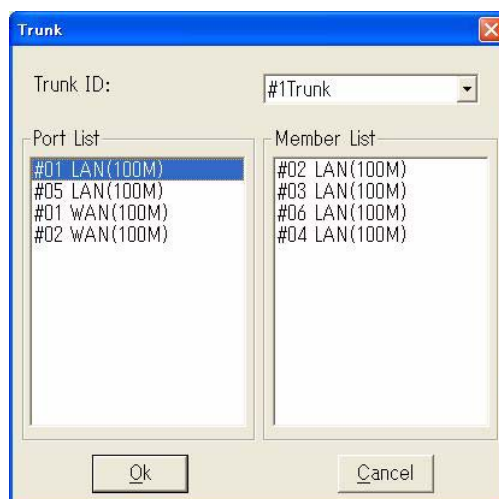 Trunk
Trunk ID:
#1Trunk
Port List
#01 LAN(100M)
#05 LAN(100M)
#01 WAN(100M)
#02 WAN(100M)
Member List
#02 LAN(100M)
#03 LAN(100M)
#06 LAN(100M)
#04 LAN(100M)
Ok
Cancel